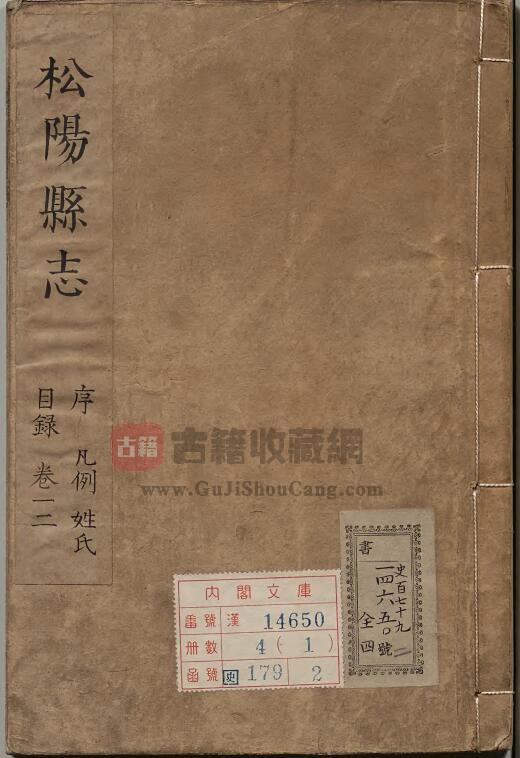 松陽縣志
序 凡例 姓氏
目錄 卷一二
古籍 古籍收藏網
www.GuJiShouCang.com
內閣文庫
番號 漢 14650
冊數 4(1)
函號 史 179 2
書
史百七十九
一四六五〇號
全四
二